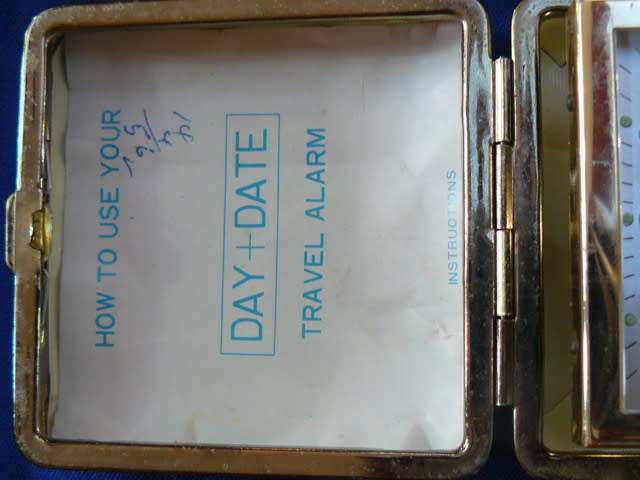 HOW TO USE YOUR
DAY+DATE
TRAVEL ALARM
INSTRUCTIONS